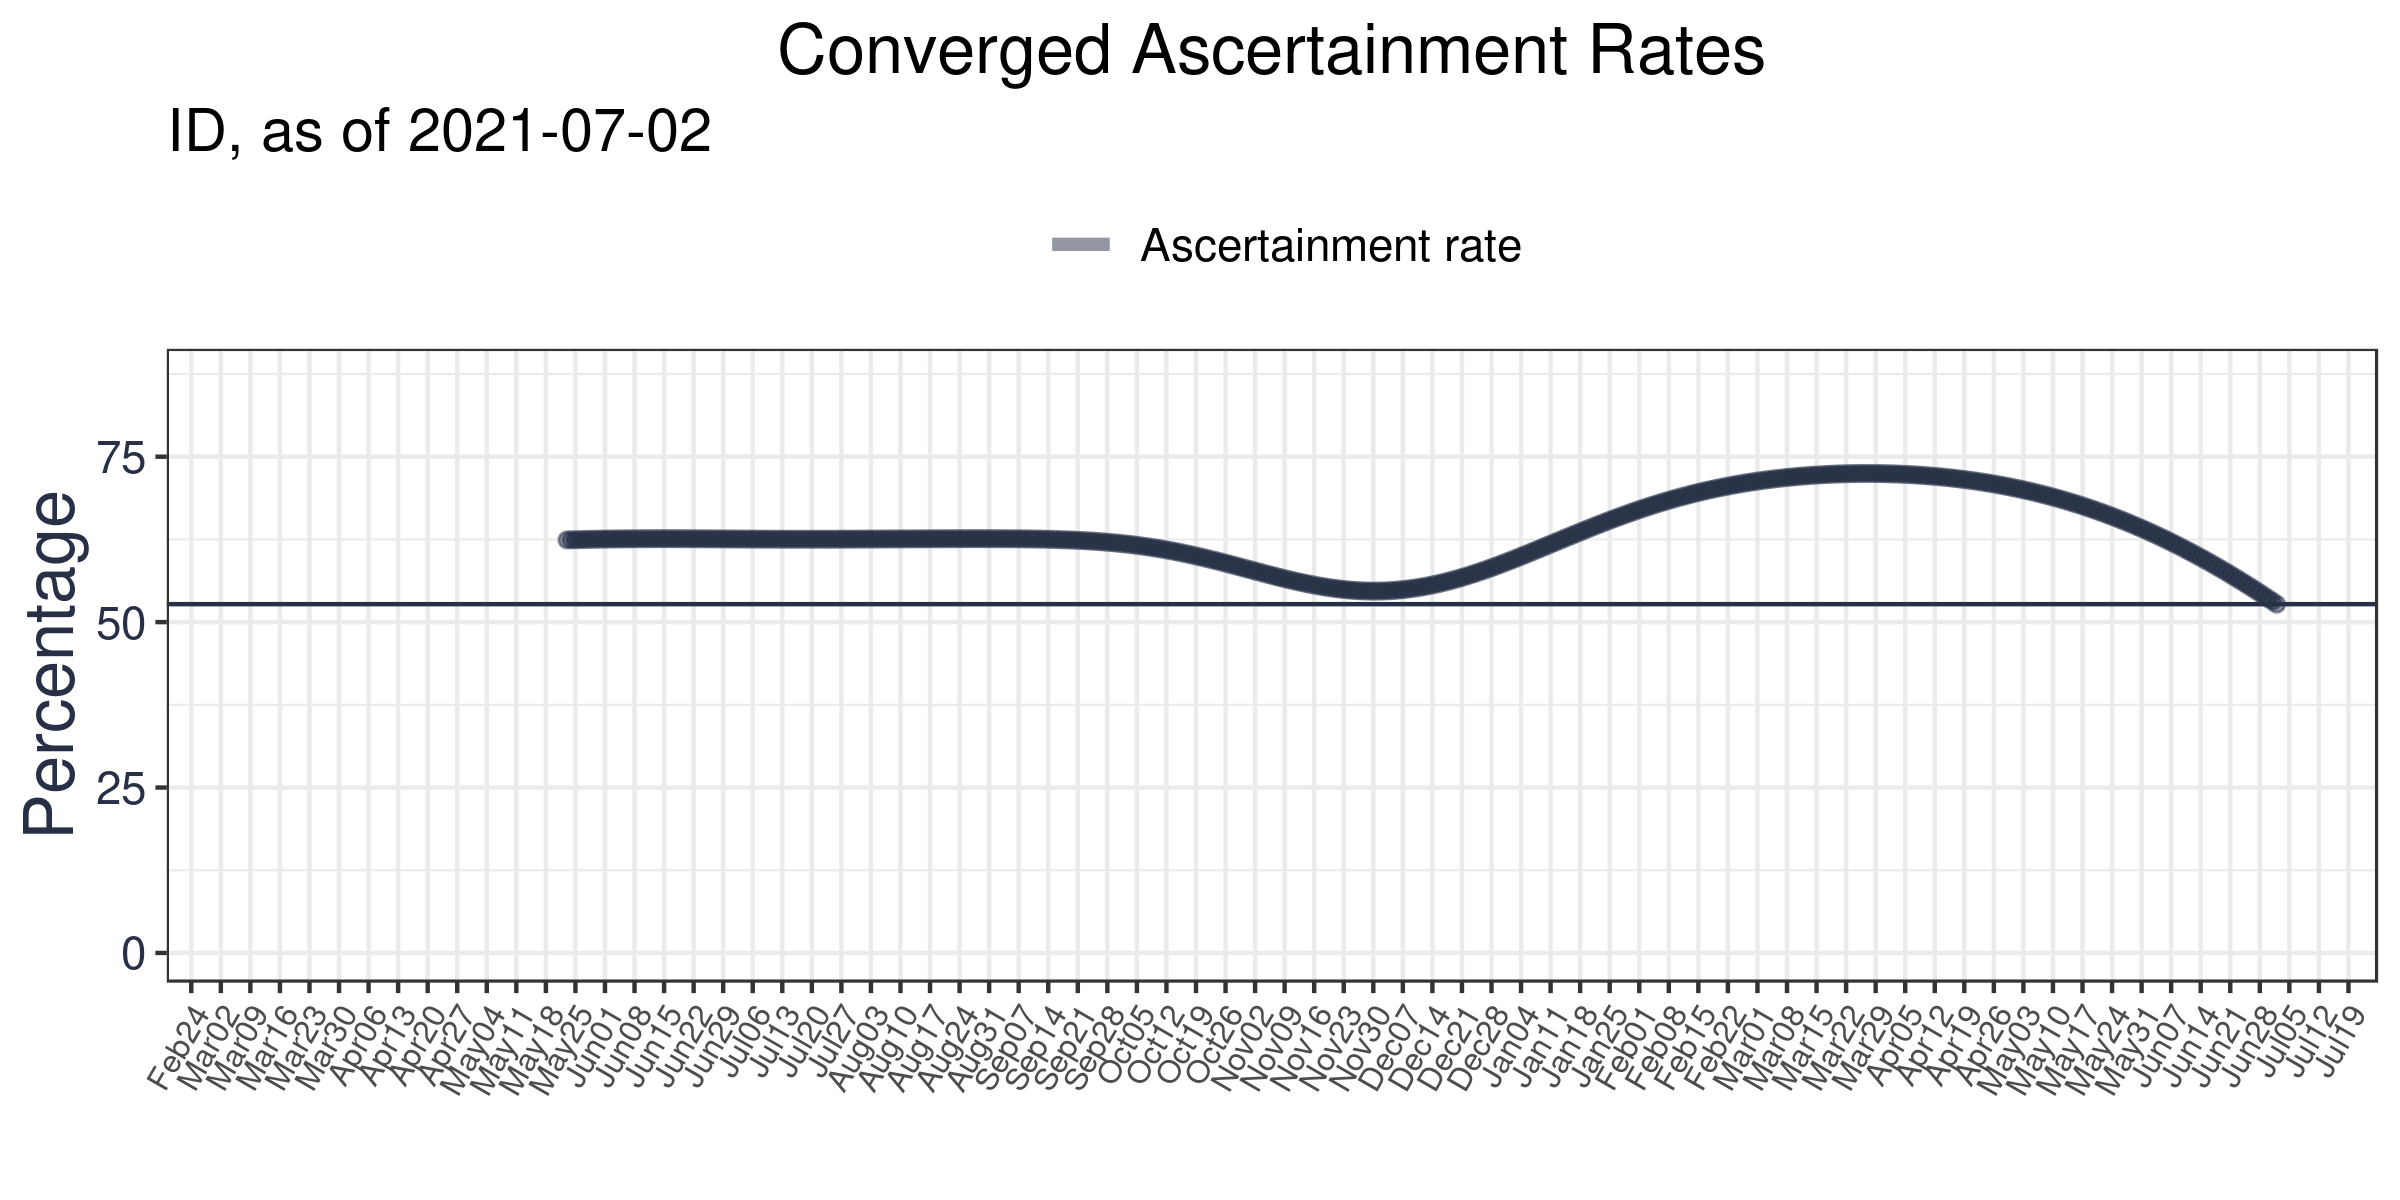 Converged Ascertainment Rates
ID, as of 2021-07-02
Ascertainment rate
Percentage
75
50
25
0
Feb24
Mar02
Mar09
Mar16
Mar23
Mar30
Apr06
Apr13
Apr20
Apr27
May04
May11
May18
May25
Jun01
Jun08
Jun15
Jun22
Jun29
Jul06
Jul13
Jul20
Jul27
Aug03
Aug10
Aug17
Aug24
Aug31
Sep07
Sep14
Sep21
Sep28
Oct05
Oct12
Oct19
Oct26
Nov02
Nov09
Nov16
Nov23
Nov30
Dec07
Dec14
Dec21
Dec28
Jan04
Jan11
Jan18
Jan25
Feb01
Feb08
Feb15
Feb22
Mar01
Mar08
Mar15
Mar22
Mar29
Apr05
Apr12
Apr19
Apr26
May03
May10
May17
May24
May31
Jun07
Jun14
Jun21
Jun28
Jul05
Jul12
Jul19